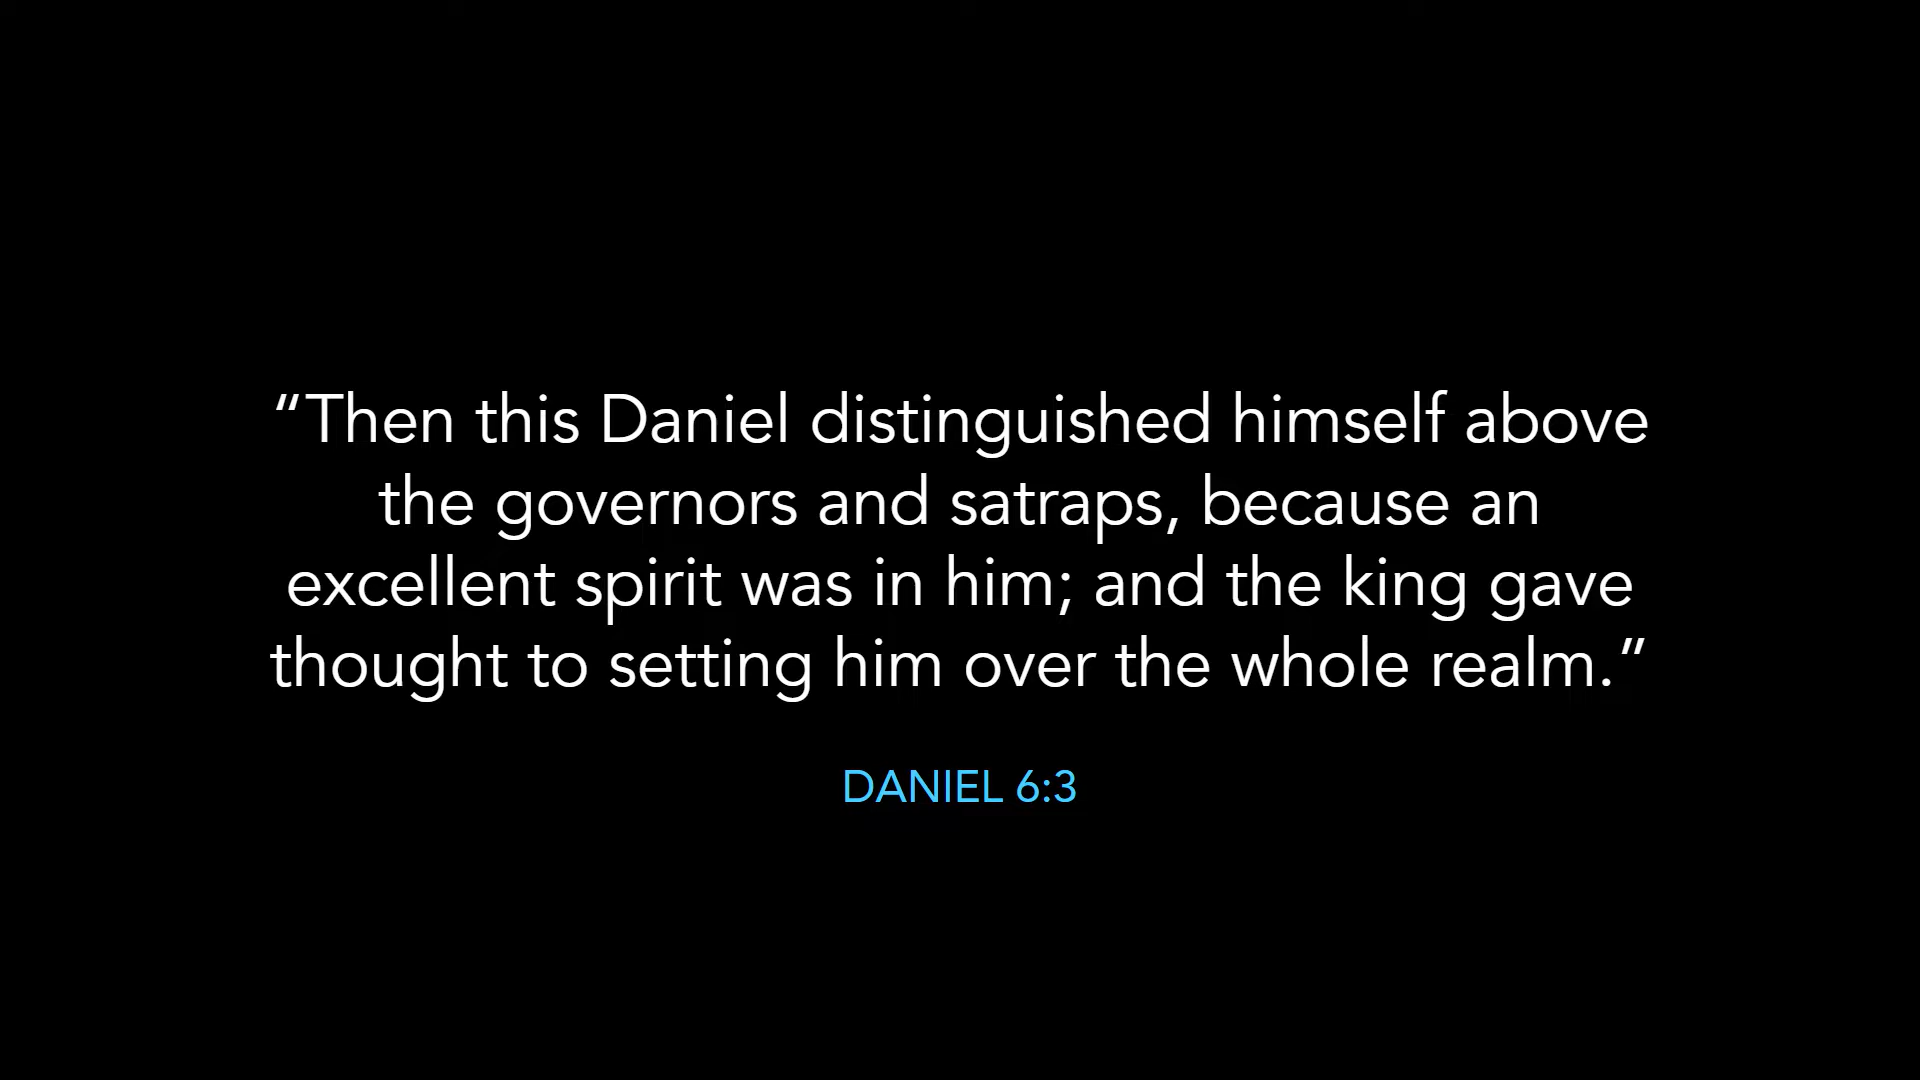 “Then this Daniel distinguished himself above
the governors and satraps, because an
excellent spirit was in him; and the king gave
thought to setting him over the whole realm.”
DANIEL 6:3